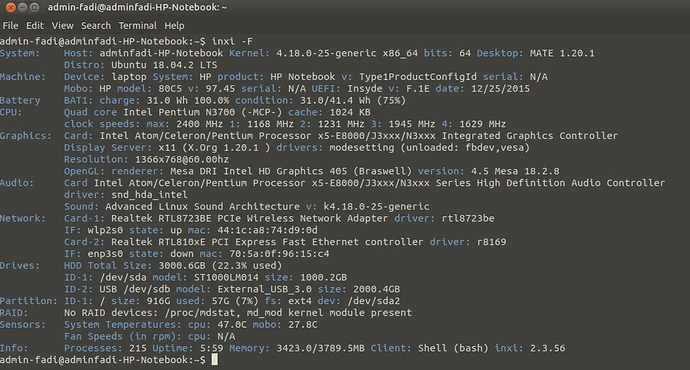 admin-fadi@adminfadi-HP-Notebook: ~
File Edit View Search Terminal Help
admin-fadi@adminfadi-HP-Notebook:~$ inxi -F
System: Host: adminfadi-HP-Notebook Kernel: 4.18.0-25-generic x86_64 bits: 64 Desktop: MATE 1.20.1
Distro: Ubuntu 18.04.2 LTS
Machine: Device: laptop System: HP product: HP Notebook v: Type1ProductConfigId serial: N/A
Mobo: HP model: 80C5 v: 97.45 serial: N/A UEFI: Insyde v: F.1E date: 12/25/2015
Battery BAT1: charge: 31.0 Wh 100.0% condition: 31.0/41.4 Wh (75%)
CPU: Quad core Intel Pentium N3700 (-MCP-) cache: 1024 KB
clock speeds: max: 2400 MHz 1: 1168 MHz 2: 1231 MHz 3: 1945 MHz 4: 1629 MHz
Graphics: Card: Intel Atom/Celeron/Pentium Processor x5-E8000/J3xxx/N3xxx Integrated Graphics Controller
Display Server: x11 (X.Org 1.20.1 ) drivers: modesetting (unloaded: fbdev,vesa)
Resolution: 1366x768@60.00hz
OpenGL: renderer: Mesa DRI Intel HD Graphics 405 (Braswell) version: 4.5 Mesa 18.2.8
Audio: Card Intel Atom/Celeron/Pentium Processor x5-E8000/J3xxx/N3xxx Series High Definition Audio Controller
driver: snd_hda_intel
Sound: Advanced Linux Sound Architecture v: k4.18.0-25-generic
Network: Card-1: Realtek RTL8723BE PCIe Wireless Network Adapter driver: rtl8723be
IF: wlp2s0 state: up mac: 44:1c:a8:74:d9:0d
Card-2: Realtek RTL810xE PCI Express Fast Ethernet controller driver: r8169
IF: enp3s0 state: down mac: 70:5a:0f:96:15:c4
Drives: HDD Total Size: 3000.6GB (22.3% used)
ID-1: /dev/sda model: ST1000LM014 size: 1000.2GB
ID-2: USB /dev/sdb model: External_USB_3.0 size: 2000.4GB
Partition: ID-1: / size: 916G used: 57G (7%) fs: ext4 dev: /dev/sda2
RAID: No RAID devices: /proc/mdstat, md_mod kernel module present
Sensors: System Temperatures: cpu: 47.0C mobo: 27.8C
Fan Speeds (in rpm): cpu: N/A
Info: Processes: 215 Uptime: 5:59 Memory: 3423.0/3789.5MB Client: Shell (bash) inxi: 2.3.56
admin-fadi@adminfadi-HP-Notebook:~$